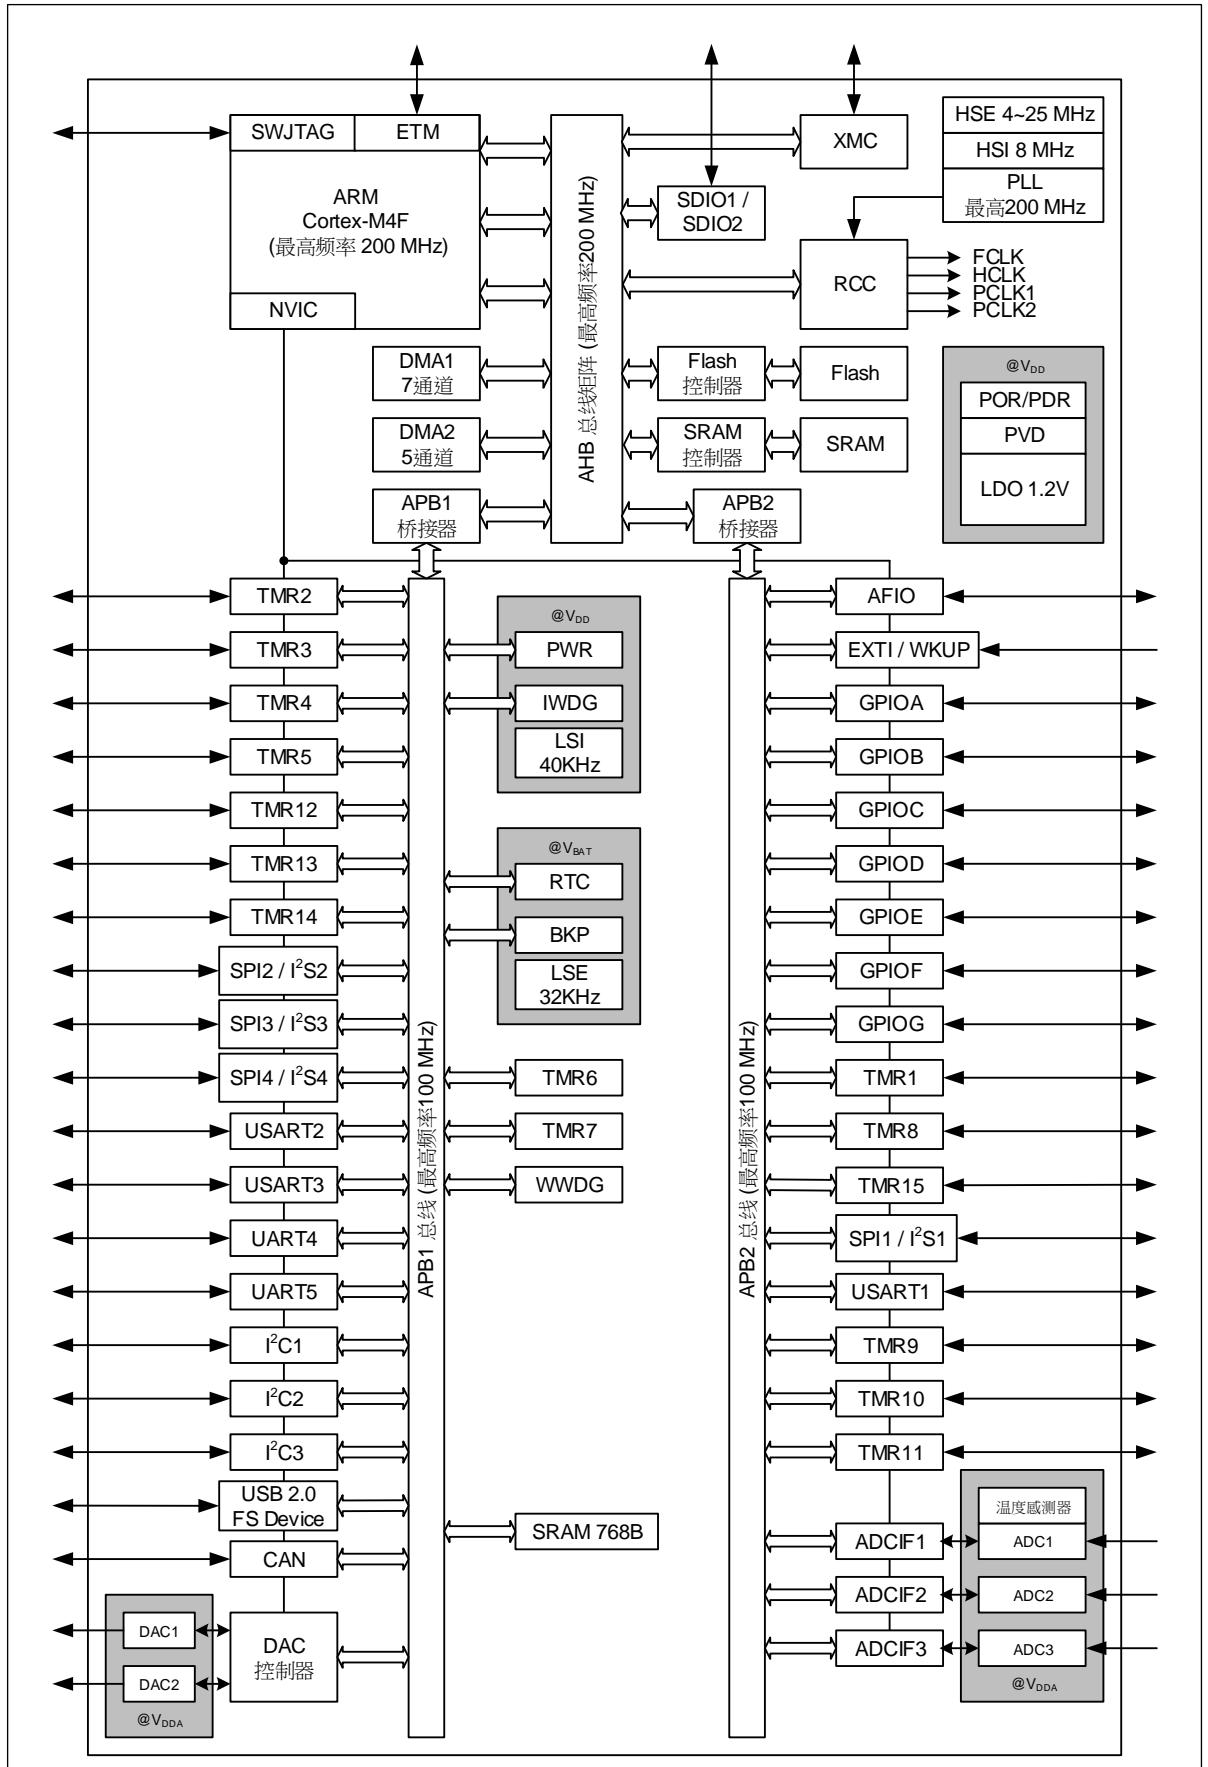 SWJTAG
ETM
ARM
Cortex-M4F
(最高频率 200 MHz)
NVIC
AHB 总线矩阵 (最高频率200 MHz)
XMC
SDIO1 /
SDIO2
HSE 4~25 MHz
HSI 8 MHz
PLL
最高200 MHz
RCC
FCLK
HCLK
PCLK1
PCLK2
DMA1
7通道
DMA2
5通道
Flash
控制器
Flash
SRAM
控制器
SRAM
@VDD
POR/PDR
PVD
LDO 1.2V
APB1
桥接器
APB2
桥接器
TMR2
TMR3
TMR4
TMR5
TMR12
TMR13
TMR14
SPI2 / I²S2
SPI3 / I²S3
SPI4 / I²S4
USART2
USART3
UART4
UART5
I²C1
I²C2
I²C3
USB 2.0
FS Device
CAN
DAC1
DAC2
@VDDA
DAC
控制器
APB1 总线 (最高频率100 MHz)
@VDD
PWR
IWDG
LSI
40KHz
@VBAT
RTC
BKP
LSE
32KHz
TMR6
TMR7
WWDG
SRAM 768B
APB2 总线 (最高频率100 MHz)
AFIO
EXTI / WKUP
GPIOA
GPIOB
GPIOC
GPIOD
GPIOE
GPIOF
GPIOG
TMR1
TMR8
TMR15
SPI1 / I²S1
USART1
TMR9
TMR10
TMR11
ADCIF1
ADCIF2
ADCIF3
温度感测器
ADC1
ADC2
ADC3
@VDDA